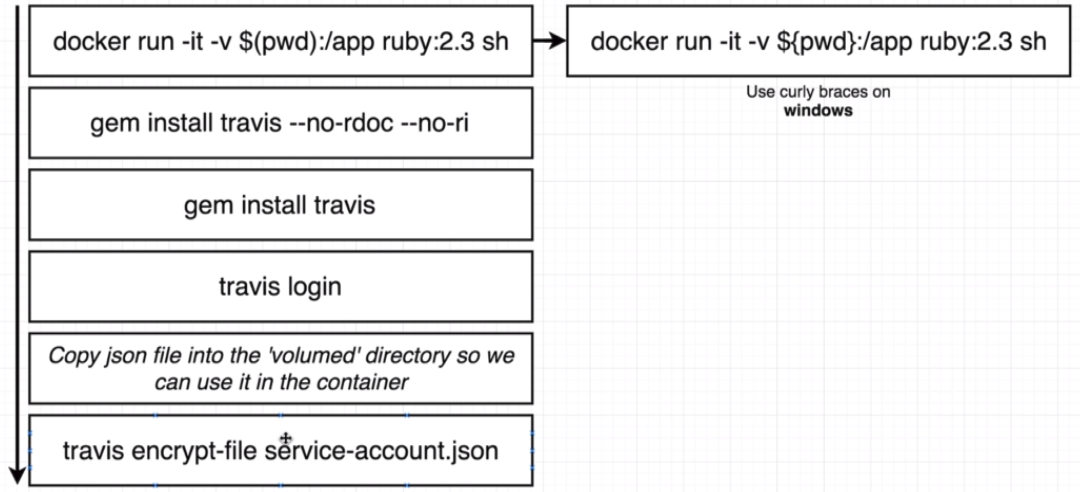 docker run -it -v $(pwd):/app ruby:2.3 sh
docker run -it -v ${pwd}:/app ruby:2.3 sh
Use curly braces on
windows
gem install travis --no-rdoc --no-ri
gem install travis
travis login
Copy json file into the 'volumed' directory so we
can use it in the container
travis encrypt-file service-account.json